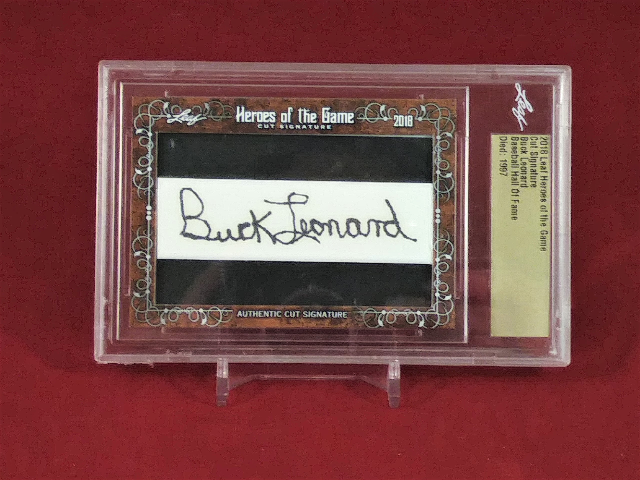 Leaf
Heroes of the Game
CUT SIGNATURE
2018
Buck Leonard
AUTHENTIC CUT SIGNATURE
Leaf
2018 Leaf Heroes of the Game
Cut Signature
Buck Leonard
Baseball Hall Of Fame
Died: 1997